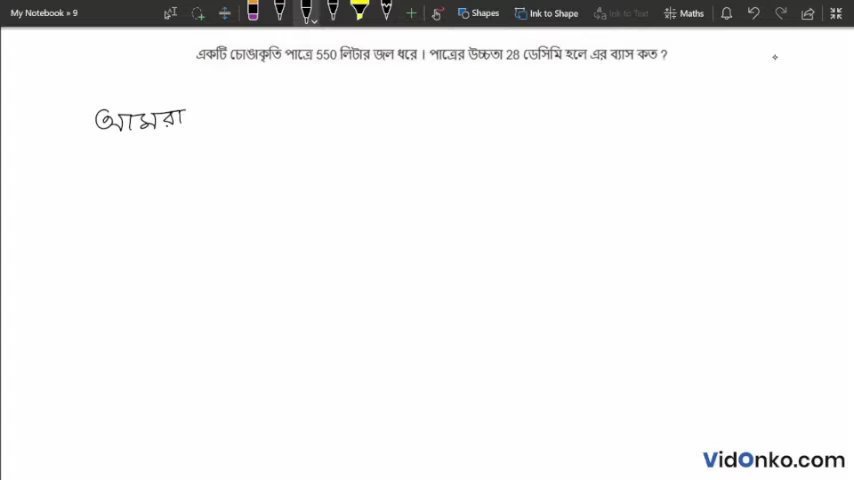 My Notebook » 9
Shapes
Ink to Shape
Ink to Text
Maths
একটি চোঙাকৃতি পাত্রে 550 লিটার জল ধরে । পাত্রের উচ্চতা 28 ডেসিমি হলে এর ব্যাস কত ?
আমরা
VidOnko.com